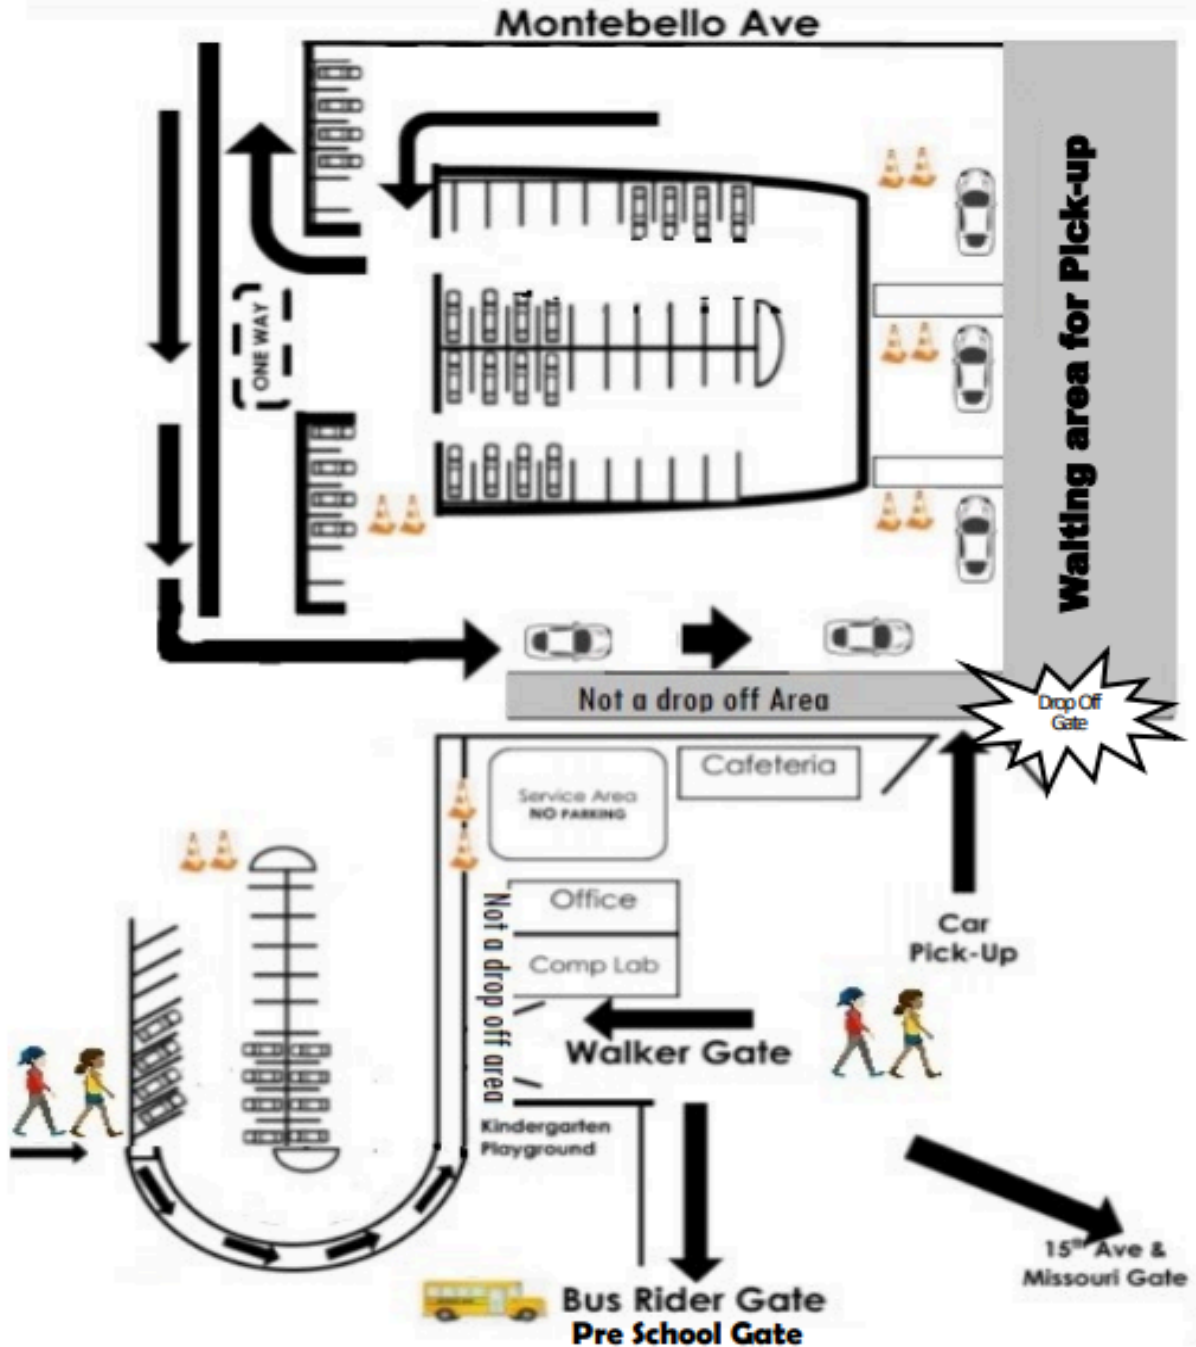 Montebello Ave
Waiting area for Pick-up
ONE WAY
Not a drop off Area
Drop Off
Gate
Cafeteria
Service Area
NO PARKING
Office
Not a drop off area
Comp Lab
Car
Pick-Up
Walker Gate
Kindergarten
Playground
15th Ave &
Missouri Gate
Bus Rider Gate
Pre School Gate